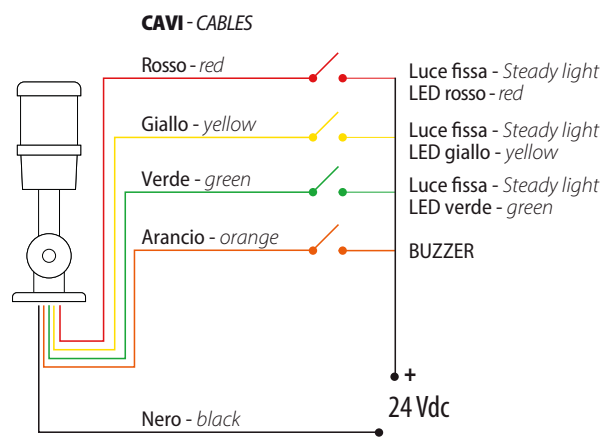 CAVI - CABLES
Rosso - red
Luce fissa - Steady light
LED rosso - red
Giallo - yellow
Luce fissa - Steady light
LED giallo - yellow
Verde - green
Luce fissa - Steady light
LED verde - green
Arancio - orange
BUZZER
+
24 Vdc
Nero - black